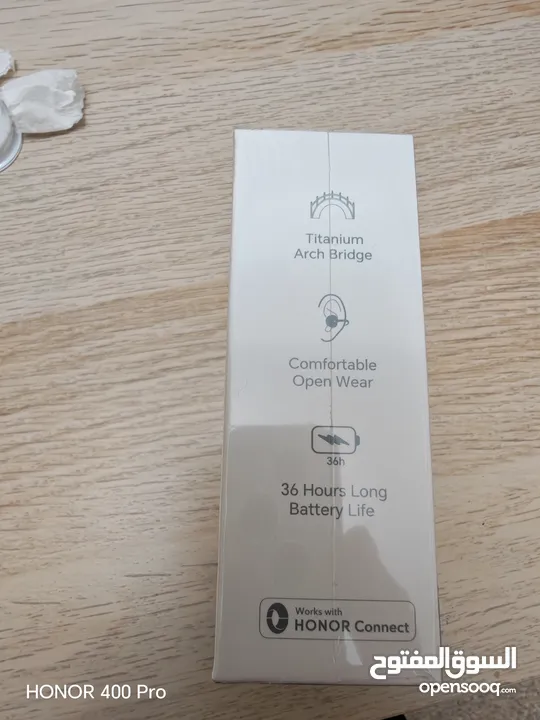 Titanium
Arch Bridge
Comfortable
Open Wear
36h
36 Hours Long
Battery Life
Works with
HONOR Connect
HONOR 400 Pro
السوق المفتوح
opensooq.com